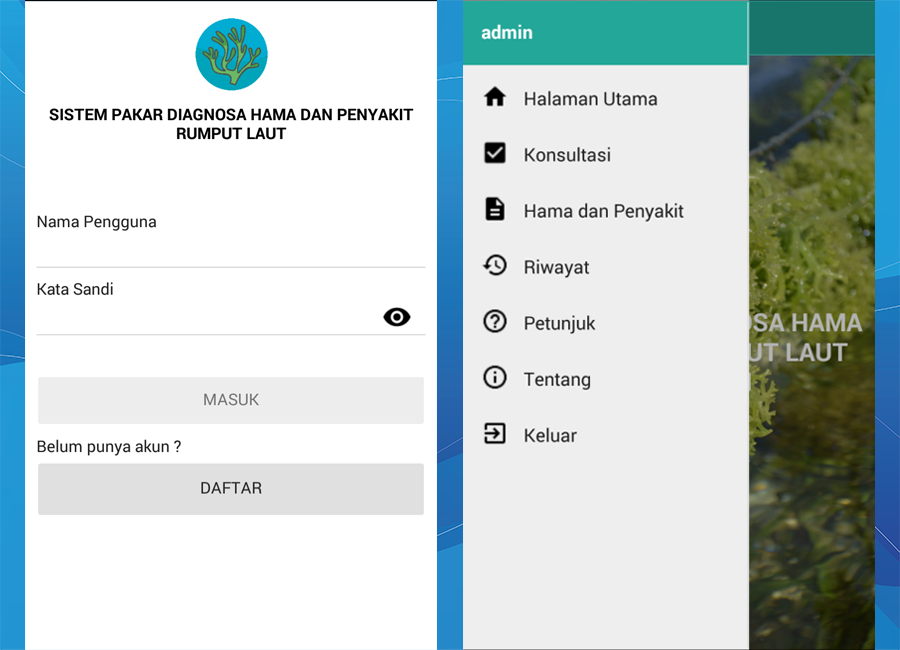 SISTEM PAKAR DIAGNOSA HAMA DAN PENYAKIT
RUMPUT LAUT
Nama Pengguna
Kata Sandi
MASUK
Belum punya akun ?
DAFTAR
admin
Halaman Utama
Konsultasi
Hama dan Penyakit
Riwayat
Petunjuk
Tentang
Keluar
OSA HAMA
UT LAUT